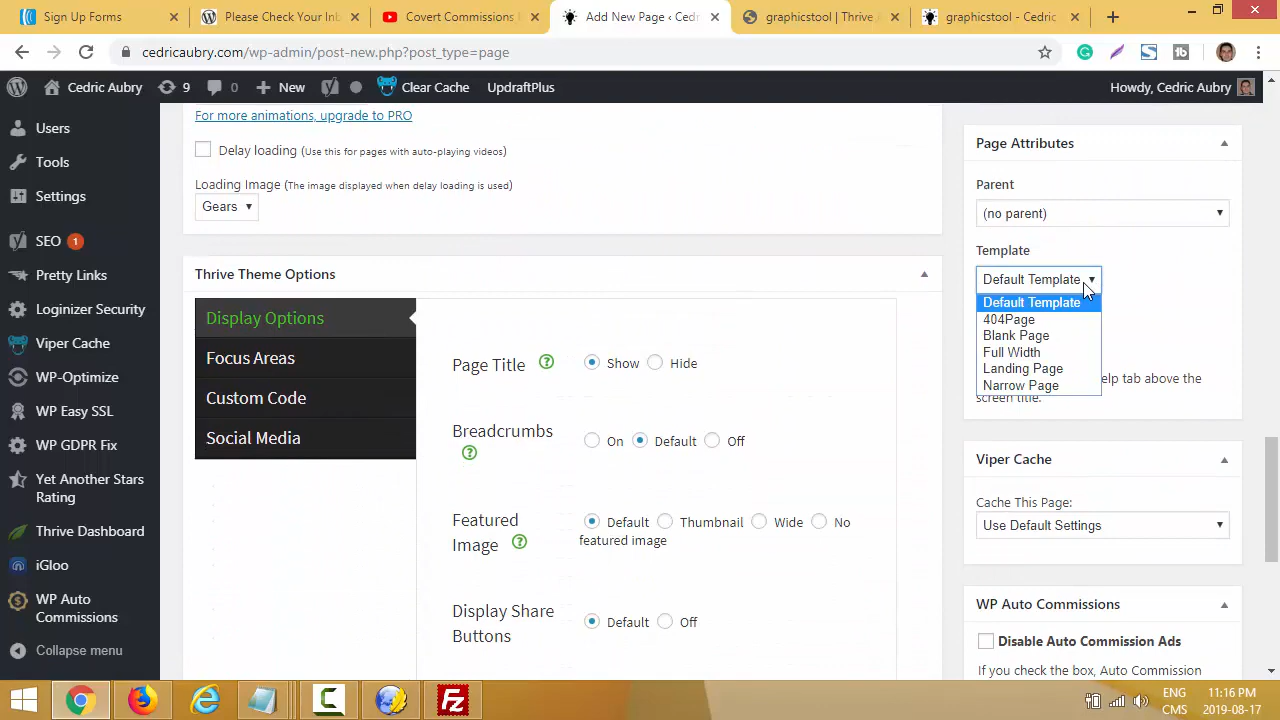 Sign Up Forms
Please Check Your Inb
Covert Commissions
Add New Page ‹ Cedri
graphicstool | Thrive A
graphicstool - Cedric
cedricaubry.com/wp-admin/post-new.php?post_type=page
Cedric Aubry
9
0
New
Clear Cache
UpdraftPlus
Howdy, Cedric Aubry
Users
Tools
Settings
SEO 1
Pretty Links
Loginizer Security
Viper Cache
WP-Optimize
WP Easy SSL
WP GDPR Fix
Yet Another Stars
Rating
Thrive Dashboard
iGloo
WP Auto
Commissions
Collapse menu
For more animations, upgrade to PRO
Delay loading (Use this for pages with auto-playing videos)
Loading Image (The image displayed when delay loading is used)
Gears
Thrive Theme Options
Display Options
Focus Areas
Custom Code
Social Media
Page Title
Show Hide
Breadcrumbs
On Default Off
Featured
Image
Default Thumbnail Wide No
featured image
Display Share
Buttons
Default Off
Page Attributes
Parent
(no parent)
Template
Default Template
Default Template
404Page
Blank Page
Full Width
Landing Page
Narrow Page
elp tab above the
screen title.
Viper Cache
Cache This Page:
Use Default Settings
WP Auto Commissions
Disable Auto Commission Ads
If you check the box, Auto Commission
ENG
CMS
11:16 PM
2019-08-17